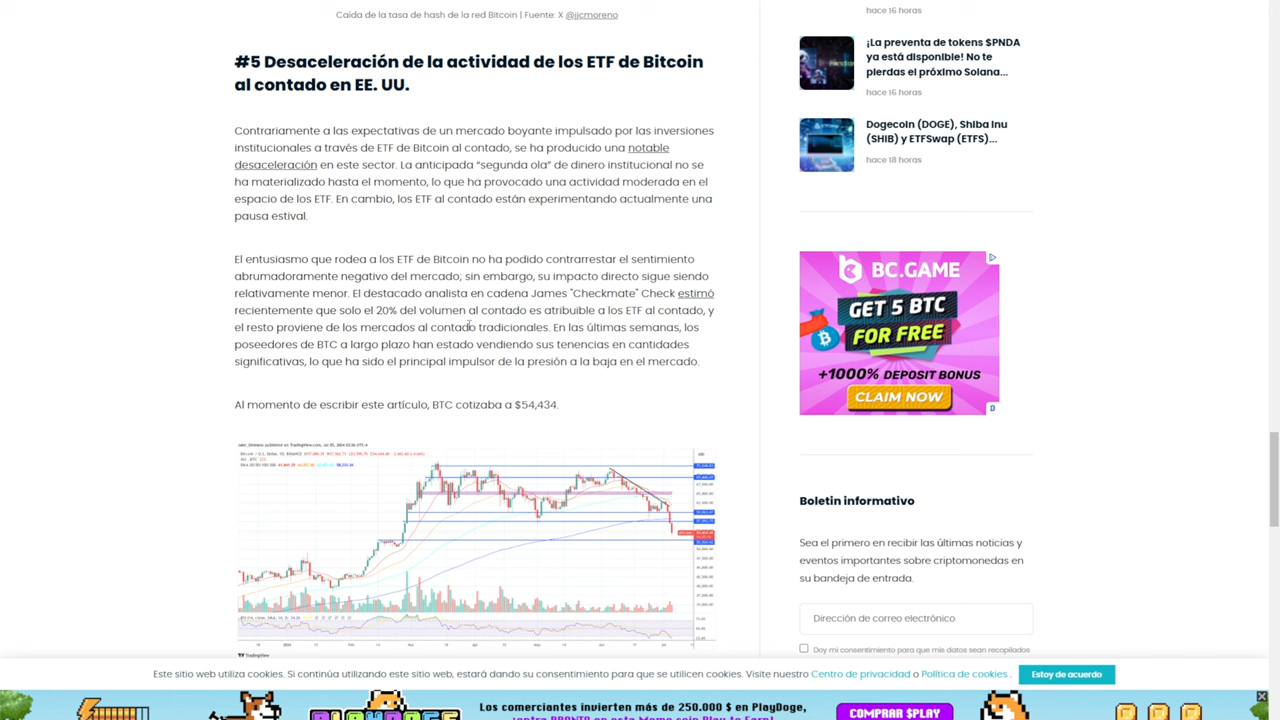 Caída de la tasa de hash de la red Bitcoin | Fuente: X @jjcmoreno
#5 Desaceleración de la actividad de los ETF de Bitcoin
al contado en EE. UU.
Contrariamente a las expectativas de un mercado boyante impulsado por las inversiones
institucionales a través de ETF de Bitcoin al contado, se ha producido una notable
desaceleración en este sector. La anticipada “segunda ola” de dinero institucional no se
ha materializado hasta el momento, lo que ha provocado una actividad moderada en el
espacio de los ETF. En cambio, los ETF al contado están experimentando actualmente una
pausa estival.
El entusiasmo que rodea a los ETF de Bitcoin no ha podido contrarrestar el sentimiento
abrumadoramente negativo del mercado; sin embargo, su impacto directo sigue siendo
relativamente menor. El destacado analista en cadena James "Checkmate" Check estimó
recientemente que solo el 20% del volumen al contado es atribuible a los ETF al contado, y
el resto proviene de los mercados al contado tradicionales. En las últimas semanas, los
poseedores de BTC a largo plazo han estado vendiendo sus tenencias en cantidades
significativas, lo que ha sido el principal impulsor de la presión a la baja en el mercado.
Al momento de escribir este artículo, BTC cotizaba a $54,434.
TradingView
hace 16 horas
¡La preventa de tokens $PNDA
ya está disponible! No te
pierdas el próximo Solana...
hace 16 horas
Dogecoin (DOGE), Shiba Inu
(SHIB) y ETFSwap (ETFS)...
hace 18 horas
BC.GAME
GET 5 BTC
FOR FREE
+1000% DEPOSIT BONUS
CLAIM NOW
Boletin informativo
Sea el primero en recibir las últimas noticias y
eventos importantes sobre criptomonedas en
su bandeja de entrada.
Dirección de correo electrónico
Doy mi consentimiento para que mis datos sean recopilados
Este sitio web utiliza cookies. Si continúa utilizando este sitio web, estará dando su consentimiento para que se utilicen cookies. Visite nuestro Centro de privacidad o Política de cookies .
Estoy de acuerdo
Los comerciantes invierten más de 250.000 $ en PlayDoge,
COMPRAR $PLAY